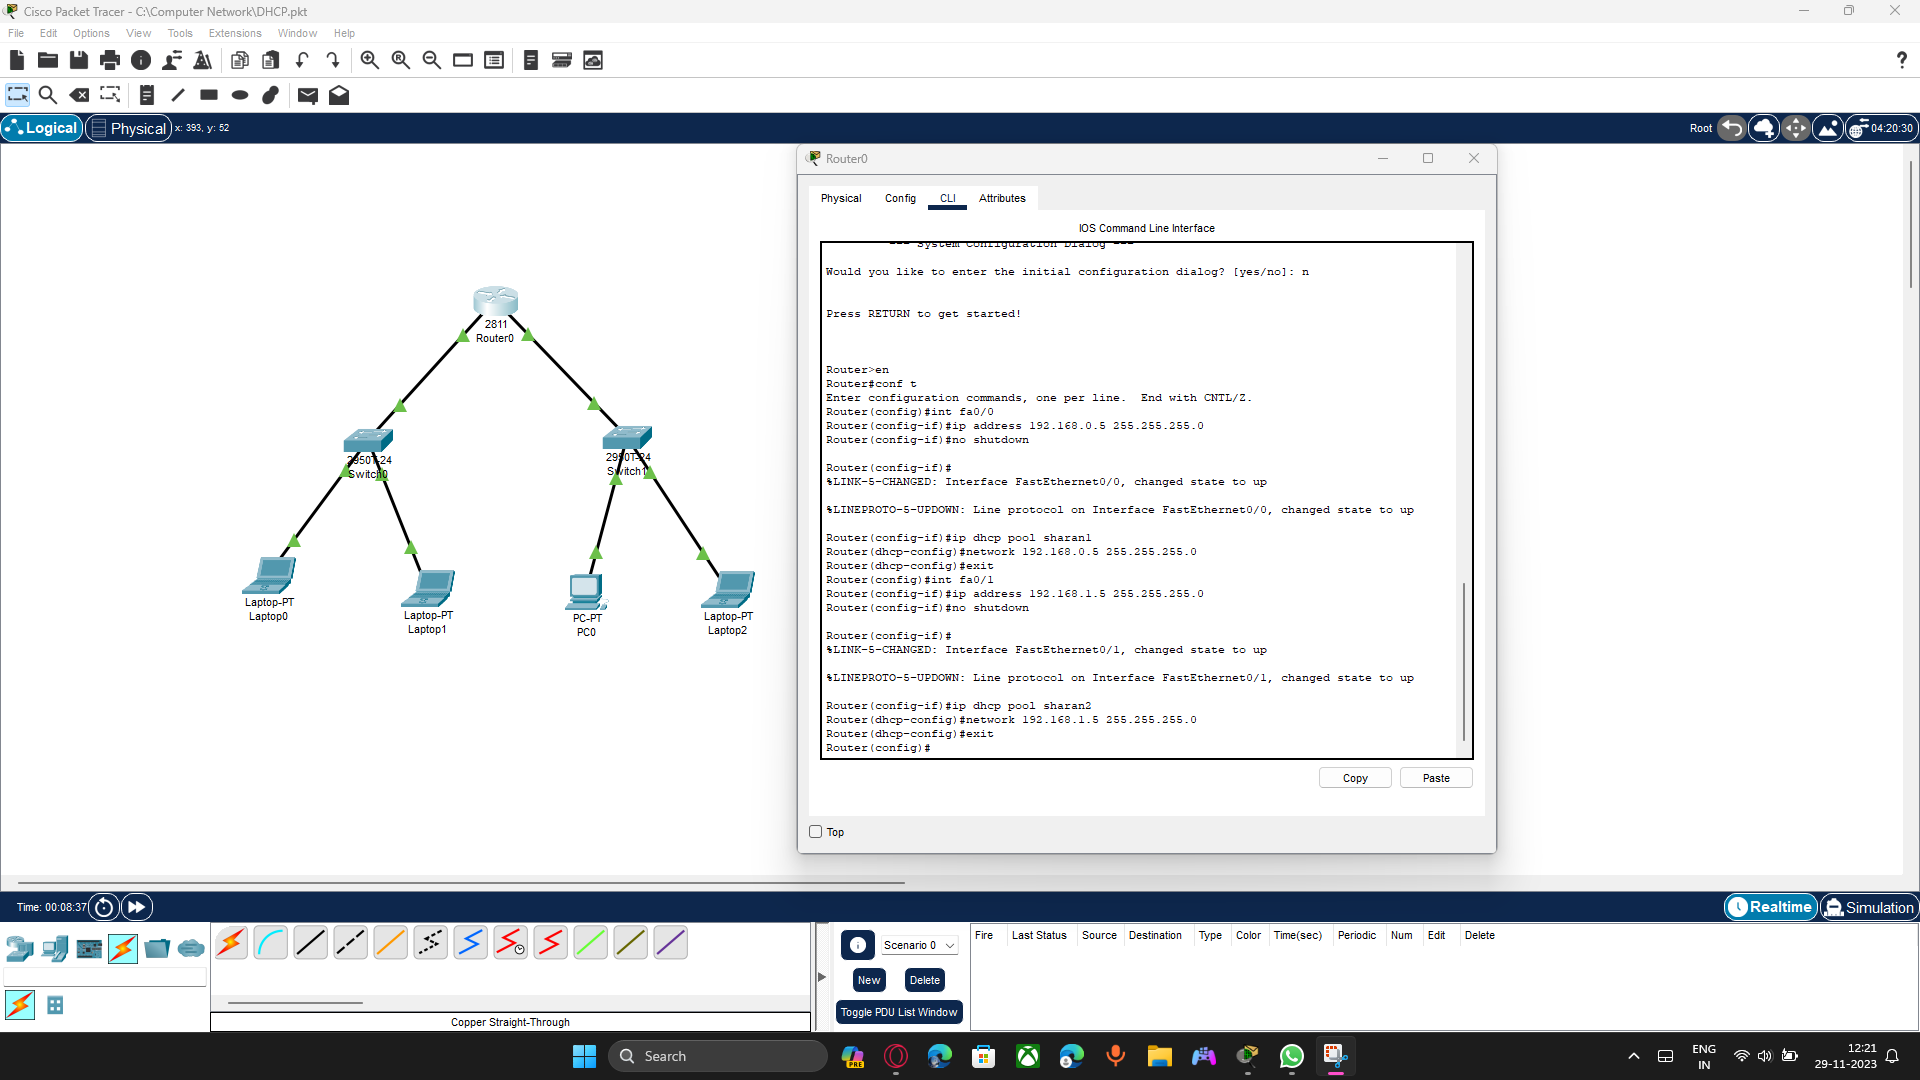 Cisco Packet Tracer - C:\Computer Network\DHCP.pkt
File Edit Options View Tools Extensions Window Help
?
Logical Physical x: 393, y: 52
Root 04:20:30
2811
Router0
2950T-24
Switch0
2950T-24
Switch1
Laptop-PT
Laptop0
Laptop-PT
Laptop1
PC-PT
PC0
Laptop-PT
Laptop2
Router0
Physical Config CLI Attributes
IOS Command Line Interface
--- System Configuration Dialog ---
Would you like to enter the initial configuration dialog? [yes/no]: n
Press RETURN to get started!
Router>en
Router#conf t
Enter configuration commands, one per line.  End with CNTL/Z.
Router(config)#int fa0/0
Router(config-if)#ip address 192.168.0.5 255.255.255.0
Router(config-if)#no shutdown
Router(config-if)#
%LINK-5-CHANGED: Interface FastEthernet0/0, changed state to up
%LINEPROTO-5-UPDOWN: Line protocol on Interface FastEthernet0/0, changed state to up
Router(config-if)#ip dhcp pool sharan1
Router(dhcp-config)#network 192.168.0.5 255.255.255.0
Router(dhcp-config)#exit
Router(config)#int fa0/1
Router(config-if)#ip address 192.168.1.5 255.255.255.0
Router(config-if)#no shutdown
Router(config-if)#
%LINK-5-CHANGED: Interface FastEthernet0/1, changed state to up
%LINEPROTO-5-UPDOWN: Line protocol on Interface FastEthernet0/1, changed state to up
Router(config-if)#ip dhcp pool sharan2
Router(dhcp-config)#network 192.168.1.5 255.255.255.0
Router(dhcp-config)#exit
Router(config)#
Copy Paste
Top
Time: 00:08:37
Realtime Simulation
Scenario 0
New Delete
Toggle PDU List Window
Fire Last Status Source Destination Type Color Time(sec) Periodic Num Edit Delete
Copper Straight-Through
Search
PRE
ENG
IN
12:21
29-11-2023